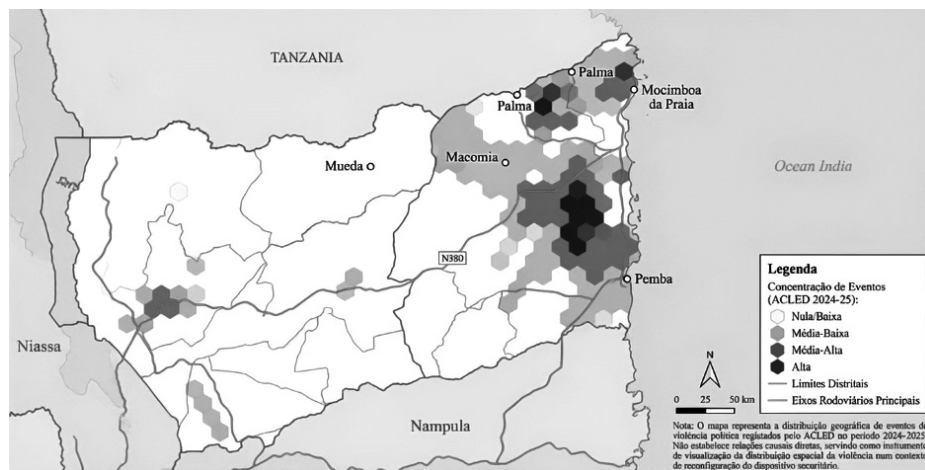 TANZANIA
Palma
Palma
Mocimboa
da Praia
Mueda
Macomia
Ocean India
N380
Pemba
Niassa
Nampula
Legenda
Concentração de Eventos
(ACLED 2024-25):
Nula/Baixa
Média-Baixa
Média-Alta
Alta
Limites Distritais
Eixos Rodoviários Principais
N
0 25 50
km
Nota: O mapa representa a distribuição geográfica de eventos de
violência política registados pelo ACLED no período 2024-2025.
Não estabelece relações causais diretas, servindo como instrumento
de visualização da distribuição espacial da violência num contexto
de reconfiguração do dispositivo securitário.